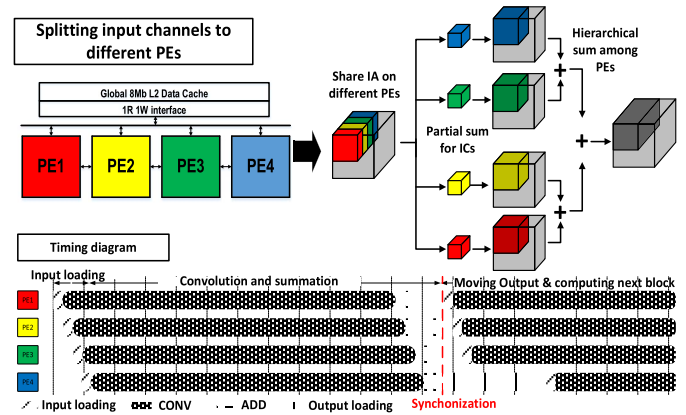 Splitting input channels to
different PEs
Global 8Mb L2 Data Cache
1R 1W interface
PE1
PE2
PE3
PE4
Share IA on
different PEs
Partial sum
for ICs
Hierarchical
sum among
PEs
+
+
+
Timing diagram
Input loading
Convolution and summation
Moving Output & computing next block
PE1
PE2
PE3
PE4
Input loading
CONV
ADD
Output loading
Synchonization